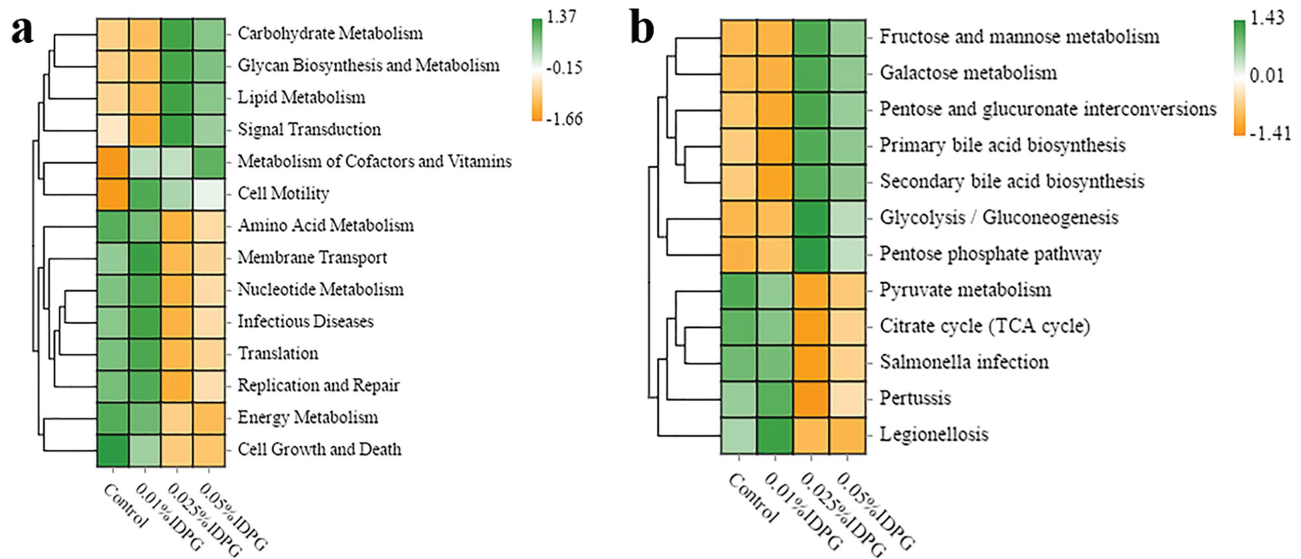 a
Carbohydrate Metabolism
Glycan Biosynthesis and Metabolism
Lipid Metabolism
Signal Transduction
Metabolism of Cofactors and Vitamins
Cell Motility
Amino Acid Metabolism
Membrane Transport
Nucleotide Metabolism
Infectious Diseases
Translation
Replication and Repair
Energy Metabolism
Cell Growth and Death
Control
0.01%IDPG
0.025%IDPG
0.05%IDPG
1.37
-0.15
-1.66
b
Fructose and mannose metabolism
Galactose metabolism
Pentose and glucuronate interconversions
Primary bile acid biosynthesis
Secondary bile acid biosynthesis
Glycolysis / Gluconeogenesis
Pentose phosphate pathway
Pyruvate metabolism
Citrate cycle (TCA cycle)
Salmonella infection
Pertussis
Legionellosis
Control
0.01%IDPG
0.025%IDPG
0.05%IDPG
1.43
0.01
-1.41